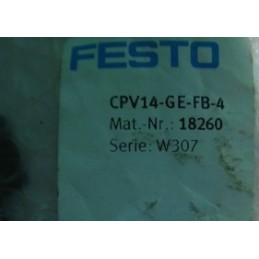 FESTO
CPV14-GE-FB-4
Mat.-Nr.: 18260
Serie: W307